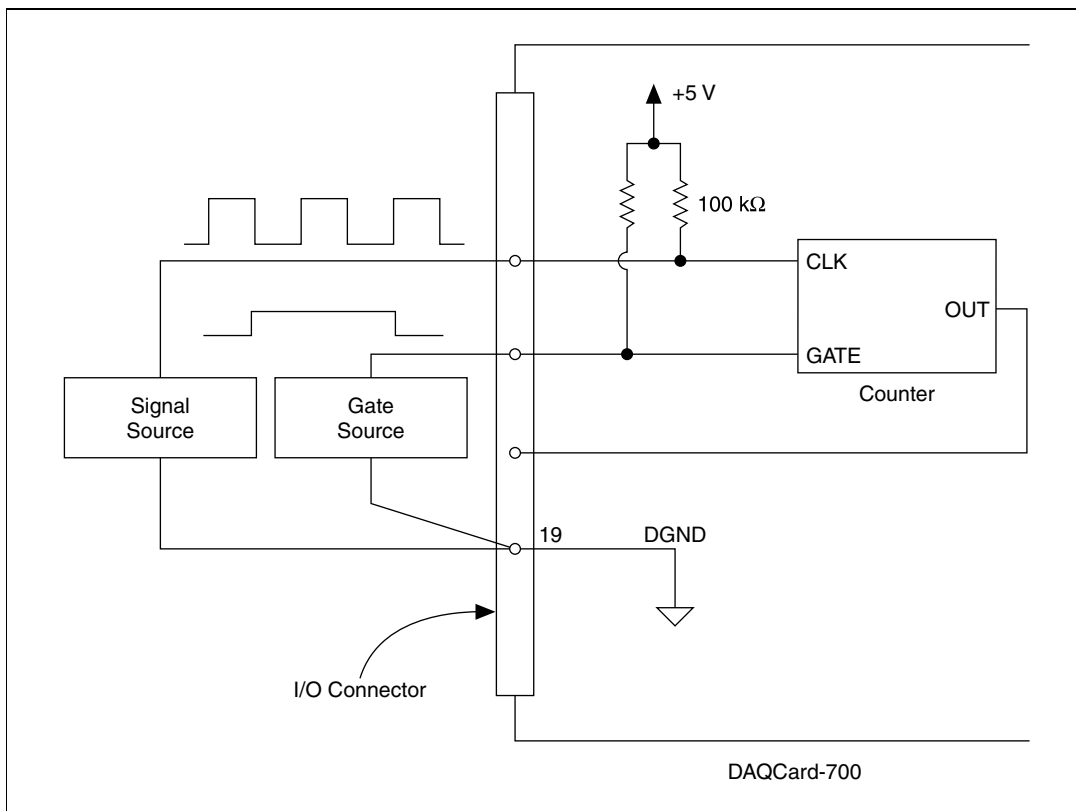 +5 V
100 kΩ
CLK
OUT
GATE
Counter
Signal
Source
Gate
Source
19
DGND
I/O Connector
DAQCard-700